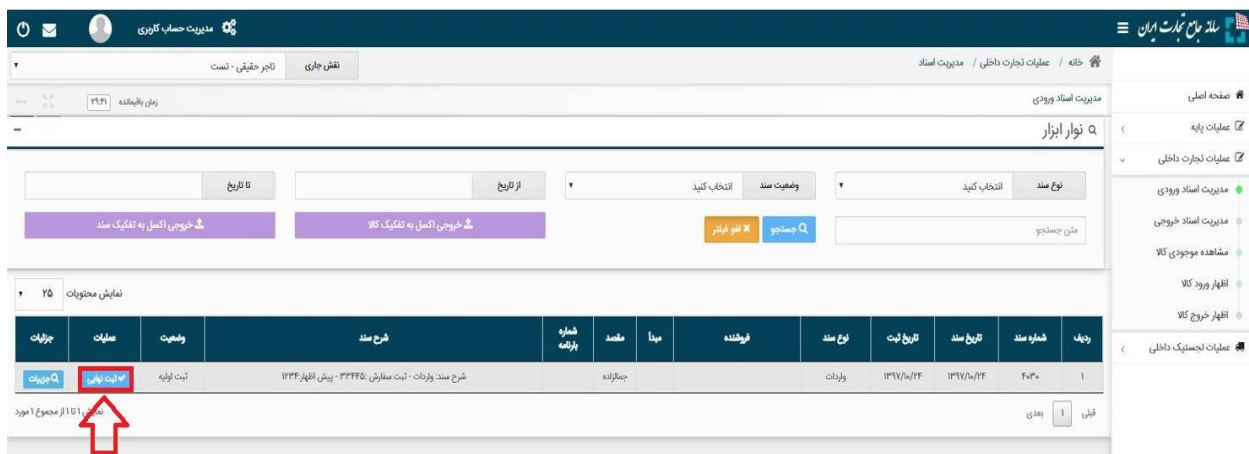 سامانه جامع تجارت ایران
مدیریت حساب کاربری
خانه / عملیات تجارت داخلی / مدیریت اسناد
نقش جاری
تاجر حقیقی - تست
صفحه اصلی
عملیات پایه
عملیات تجارت داخلی
مدیریت اسناد ورودی
مدیریت اسناد خروجی
مشاهده موجودی کالا
اظهار ورود کالا
اظهار خروج کالا
عملیات لجستیک داخلی
مدیریت اسناد ورودی
زمان باقیمانده ۲۹:۴۱
نوار ابزار
نوع سند انتخاب کنید وضعیت سند انتخاب کنید از تاریخ تا تاریخ
متن جستجو جستجو لغو فیلتر خروجی اکسل به تفکیک کالا خروجی اکسل به تفکیک سند
نمایش محتویات ۲۵
ردیف شماره سند تاریخ سند تاریخ ثبت نوع سند فروشنده مبدأ مقصد شماره بارنامه شرح سند وضعیت عملیات جزئیات
۱ ۴۰۳۰ ۱۳۹۷/۱۰/۲۴ ۱۳۹۷/۱۰/۲۴ واردات جمالزاده شرح سند: واردات - ثبت سفارش :۳۳۴۴۵ - پیش اظهار:۱۲۳۴ ثبت اولیه ثبت نهایی جزییات
قبلی ۱ بعدی
نمایش ۱ تا ۱ از مجموع ۱ مورد